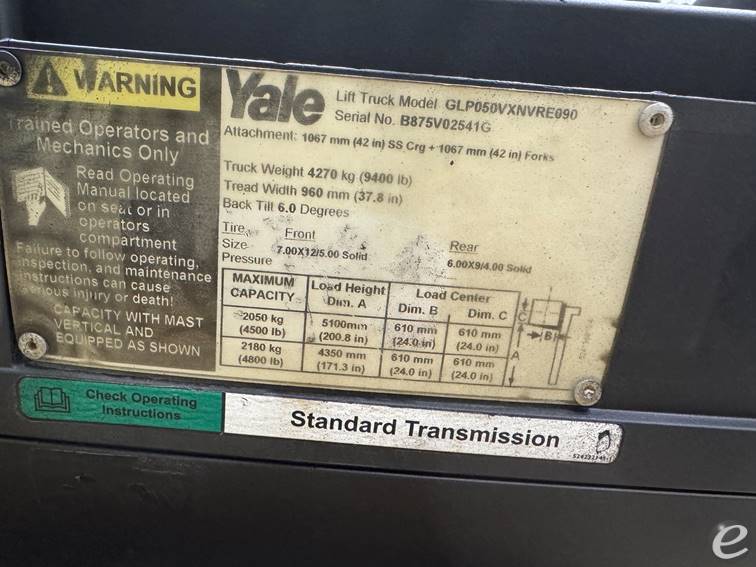 WARNING
Trained Operators and
Mechanics Only
Read Operating
Manual located
on seat or in
operators
compartment
Failure to follow operating,
inspection, and maintenance
instructions can cause
serious injury or death!
CAPACITY WITH MAST
VERTICAL AND
EQUIPPED AS SHOWN
Yale
Lift Truck Model GLP050VXNVRE090
Serial No. B875V02541G
Attachment: 1067 mm (42 in) SS Crg + 1067 mm (42 in) Forks
Truck Weight 4270 kg (9400 lb)
Tread Width 960 mm (37.8 in)
Back Tilt 6.0 Degrees
Tire Front Rear
Size 7.00X12/5.00 Solid 6.00X9/4.00 Solid
Pressure
MAXIMUM CAPACITY Load Height Dim. A Load Center Dim. B Dim. C
2050 kg (4500 lb) 5100mm (200.8 in) 610 mm (24.0 in) 610 mm (24.0 in)
2180 kg (4800 lb) 4350 mm (171.3 in) 610 mm (24.0 in) 610 mm (24.0 in)
C
B
A
Check Operating
Instructions
Standard Transmission
e